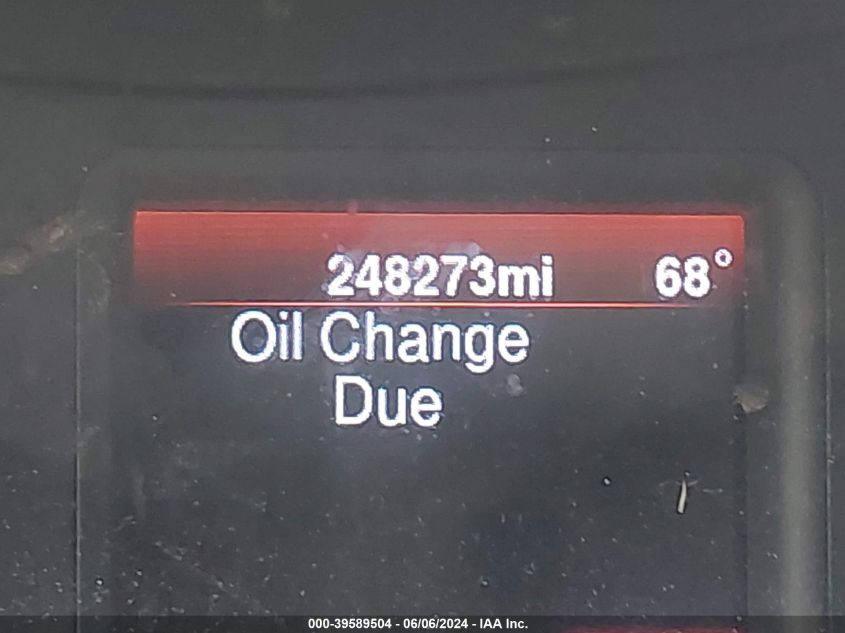 248273mi 68°
Oil Change
Due
000-39589504 - 06/06/2024 - IAA Inc.